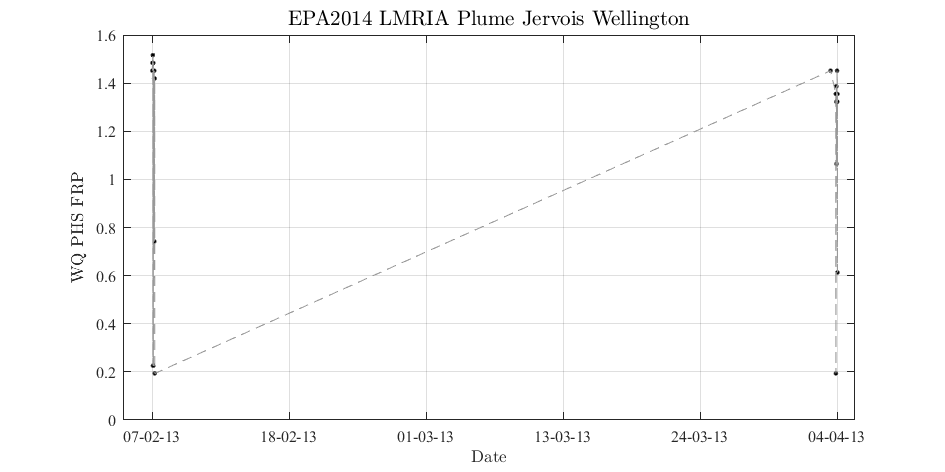 EPA2014 LMRIA Plume Jervois Wellington
1.6
1.4
1.2
1
0.8
0.6
0.4
0.2
0
WQ PHS FRP
07-02-13 18-02-13 01-03-13 13-03-13 24-03-13 04-04-13
Date